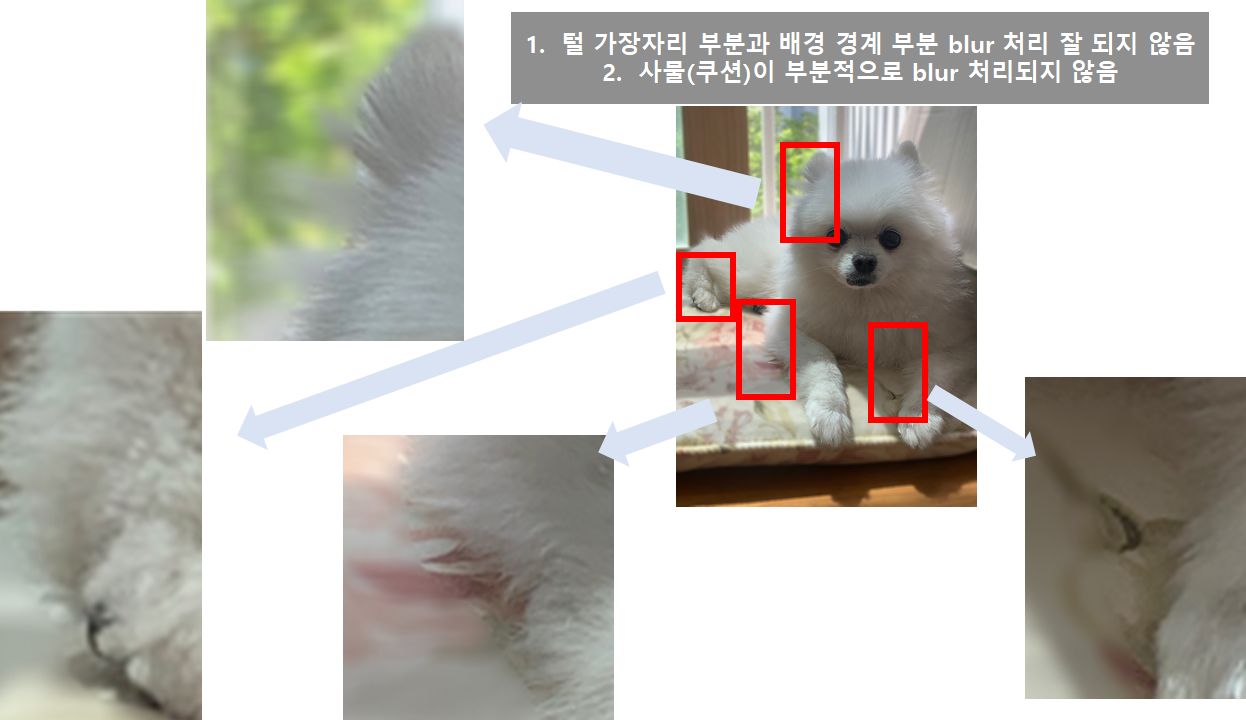 1. 털 가장자리 부분과 배경 경계 부분 blur 처리 잘 되지 않음
2. 사물(쿠션)이 부분적으로 blur 처리되지 않음